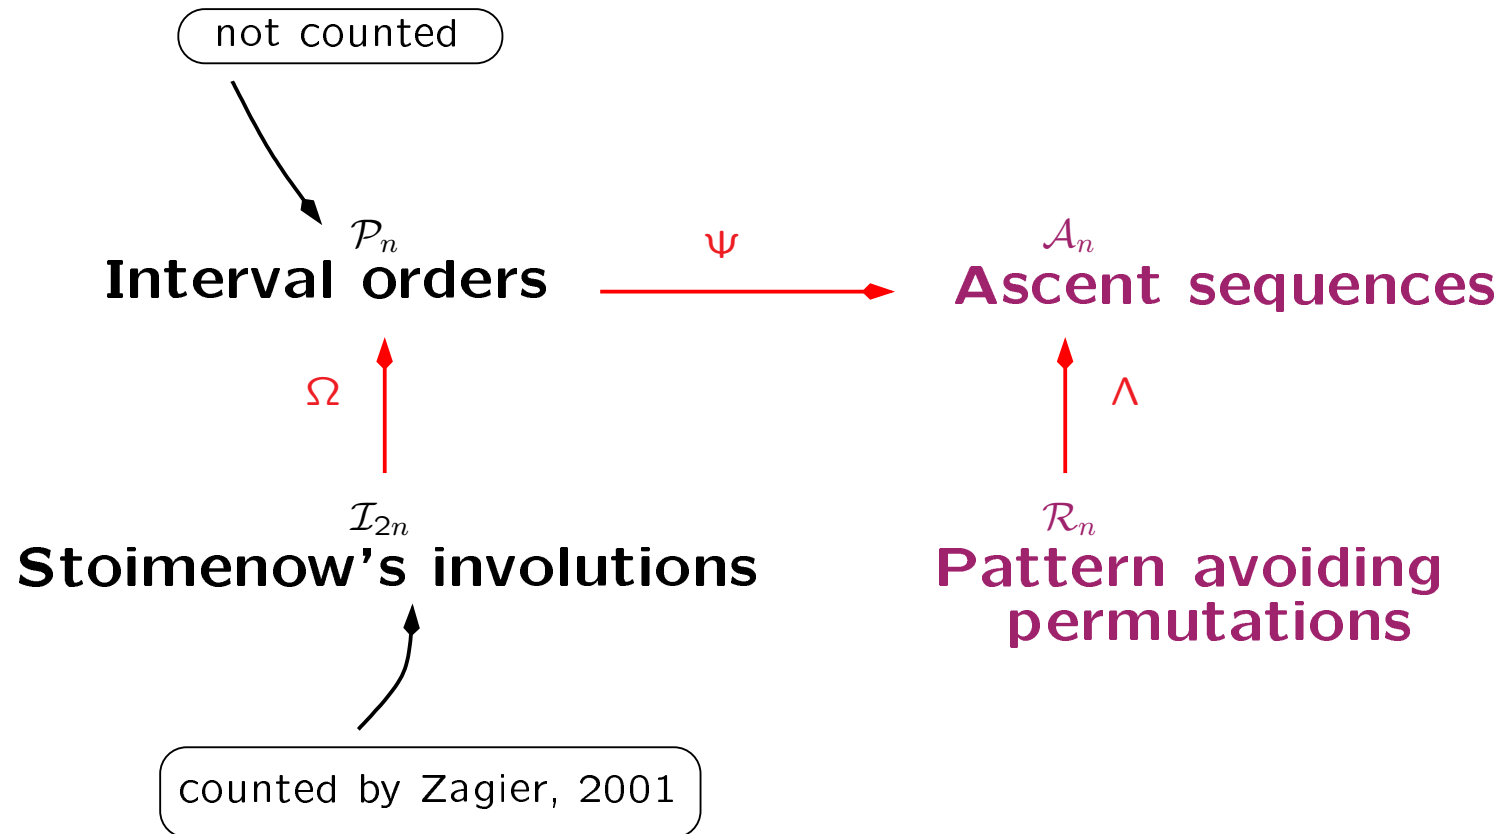 not counted
𝒫ₙ
Interval orders
Ψ
𝒜ₙ
Ascent sequences
Ω
Λ
ℐ₂ₙ
Stoimenow's involutions
ℛₙ
Pattern avoiding
permutations
counted by Zagier, 2001